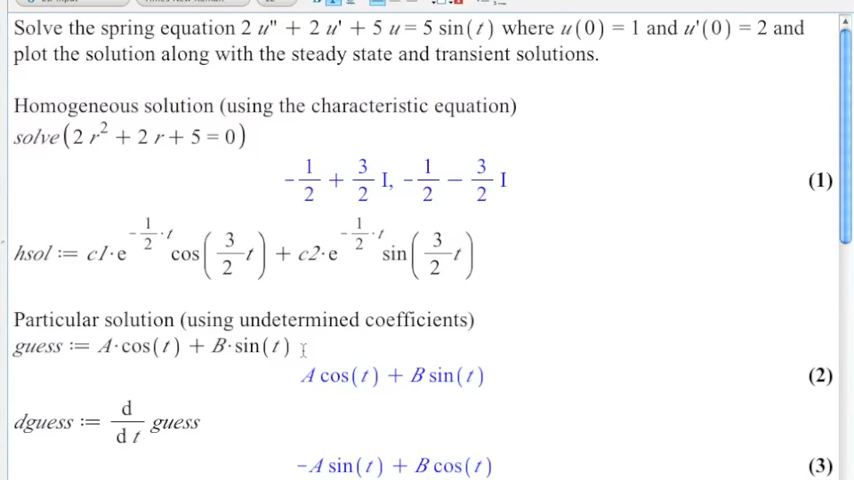 Solve the spring equation 2 u" + 2 u' + 5 u = 5 sin(t) where u(0) = 1 and u'(0) = 2 and
plot the solution along with the steady state and transient solutions.
Homogeneous solution (using the characteristic equation)
solve(2 r² + 2 r + 5 = 0)
-1/2 + 3/2 I, -1/2 - 3/2 I (1)
hsol := c1·e^(-1/2·t) cos(3/2 t) + c2·e^(-1/2·t) sin(3/2 t)
Particular solution (using undetermined coefficients)
guess := A·cos(t) + B·sin(t)
A cos(t) + B sin(t) (2)
dguess := d/dt guess
-A sin(t) + B cos(t) (3)